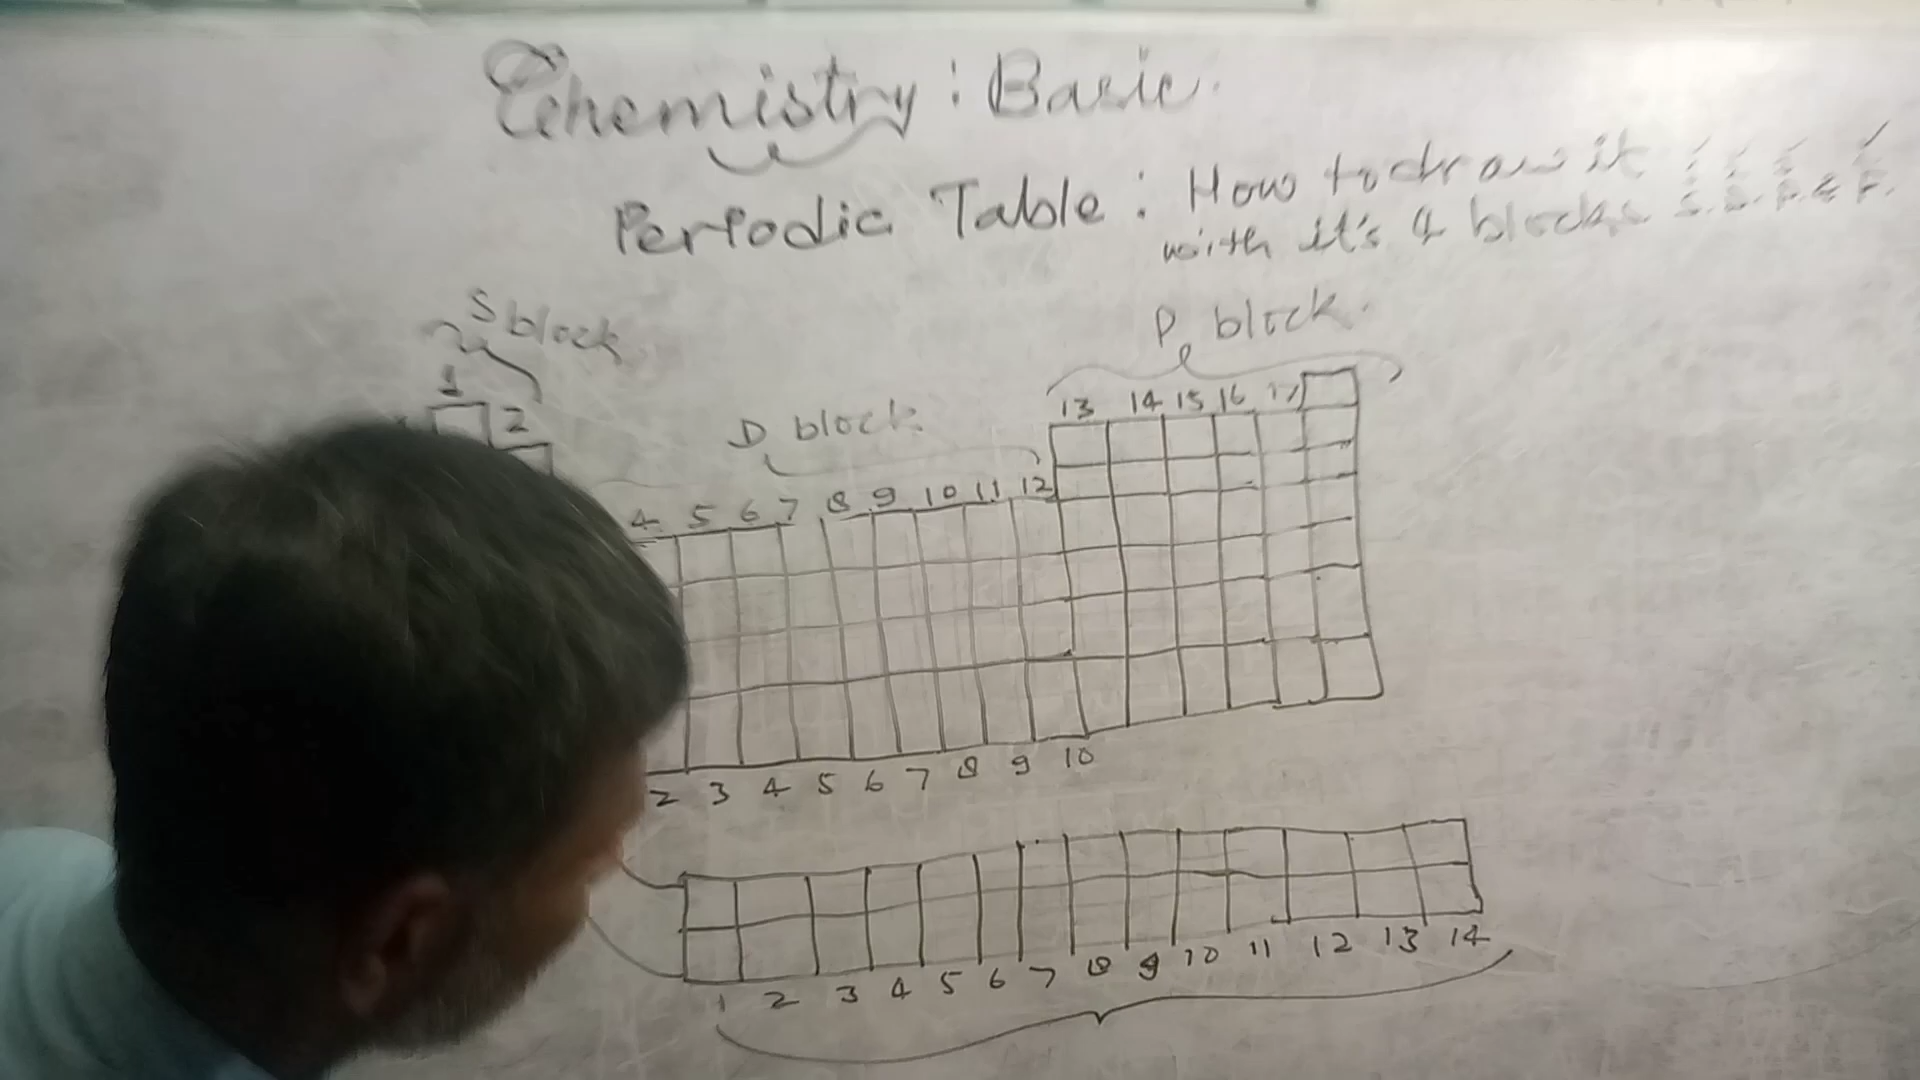 Chemistry : Basic.
Periodic Table : How to draw it
with it's 4 blocks S. D. P. & F.
S block
P block.
1
2
D block
13 14 15 16 17
4 5 6 7 8 9 10 11 12
2 3 4 5 6 7 8 9 10
1 2 3 4 5 6 7 8 9 10 11 12 13 14